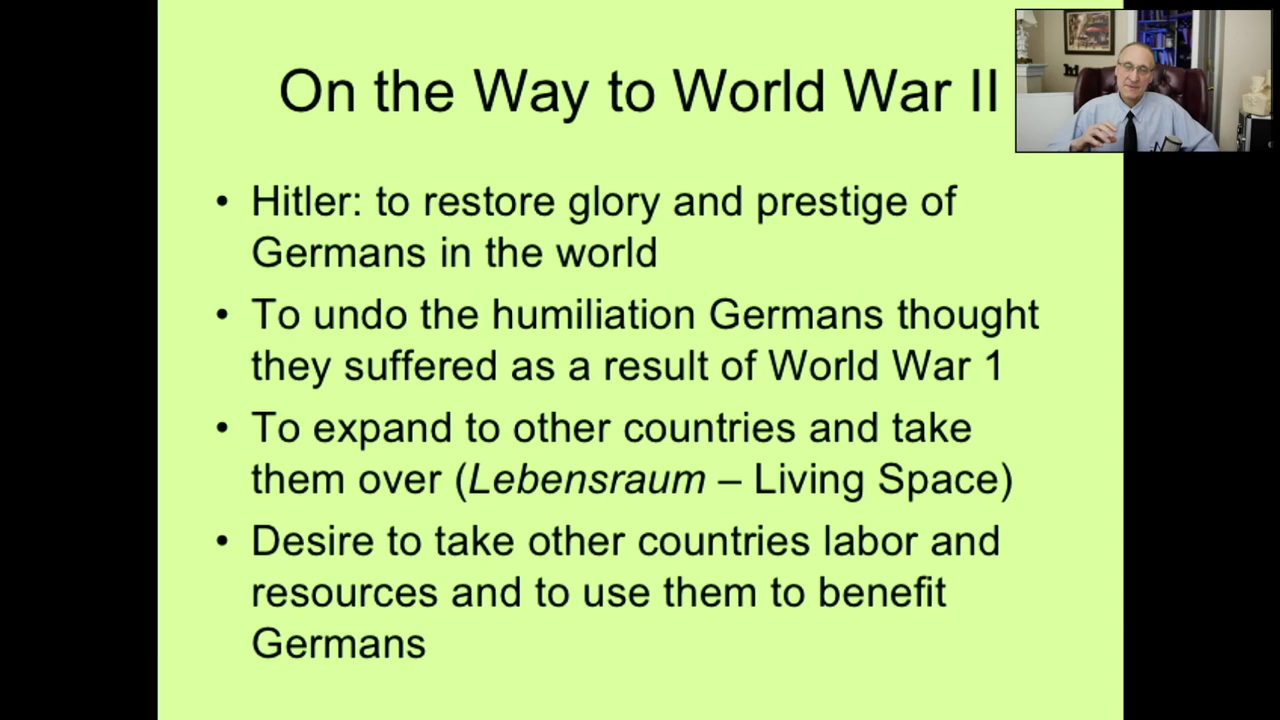 On the Way to World War II
• Hitler: to restore glory and prestige of
Germans in the world
• To undo the humiliation Germans thought
they suffered as a result of World War 1
• To expand to other countries and take
them over (Lebensraum – Living Space)
• Desire to take other countries labor and
resources and to use them to benefit
Germans